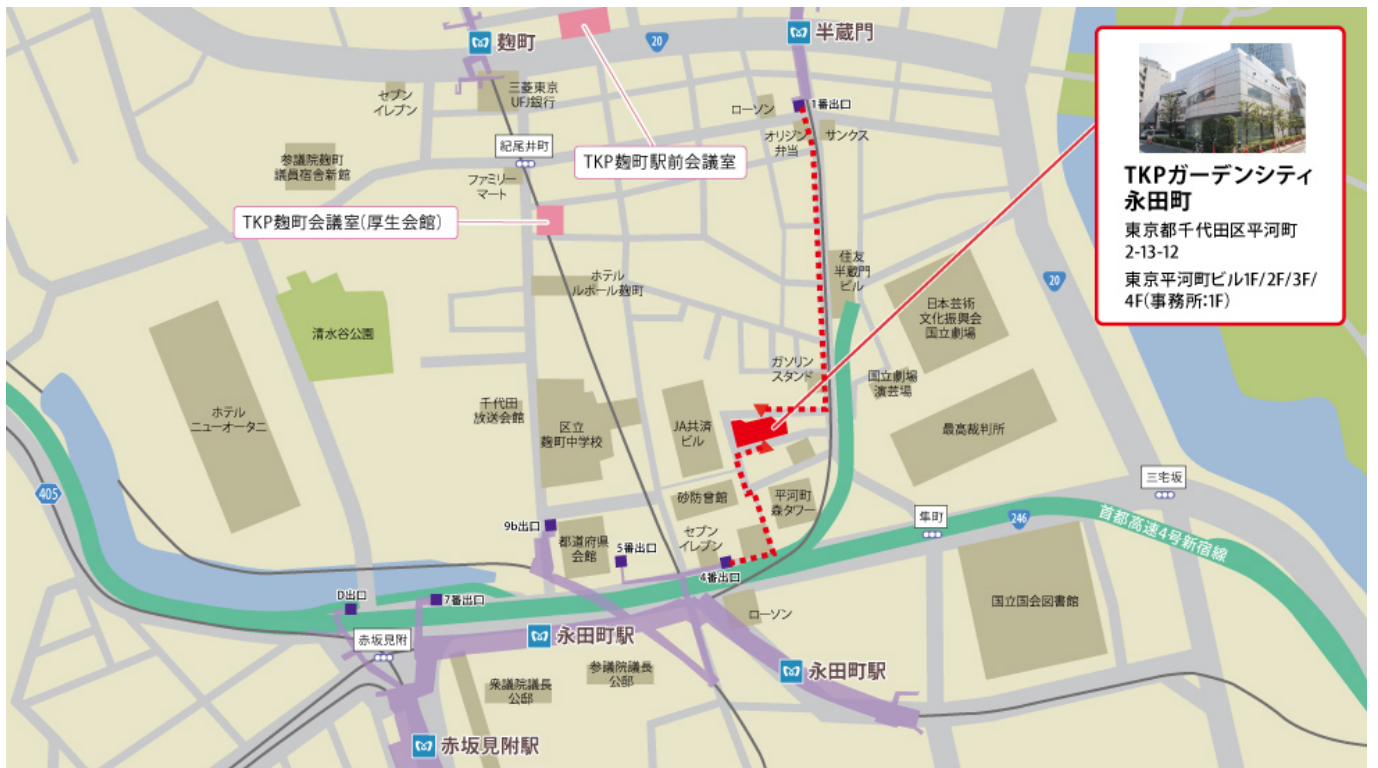 麹町
20
半蔵門
セブン
イレブン
三菱東京
UFJ銀行
ローソン
1番出口
オリジン
弁当
サンクス
紀尾井町
TKP麹町駅前会議室
参議院麹町
議員宿舎新館
ファミリー
マート
TKP麹町会議室(厚生会館)
TKPガーデンシティ
永田町
東京都千代田区平河町
2-13-12
東京平河町ビル1F/2F/3F/
4F(事務所:1F)
住友
半蔵門
ビル
ホテル
ルポール麹町
20
日本芸術
文化振興会
国立劇場
清水谷公園
ガソリン
スタンド
国立劇場
演芸場
ホテル
ニューオータニ
千代田
放送会館
区立
麹町中学校
JA共済
ビル
最高裁判所
405
三宅坂
砂防會館
平河町
森タワー
隼町
246
首都高速4号新宿線
9b出口
都道府県
会館
5番出口
セブン
イレブン
4番出口
D出口
7番出口
国立国会図書館
ローソン
赤坂見附
永田町駅
参議院議長
公邸
永田町駅
衆議院議長
公邸
赤坂見附駅